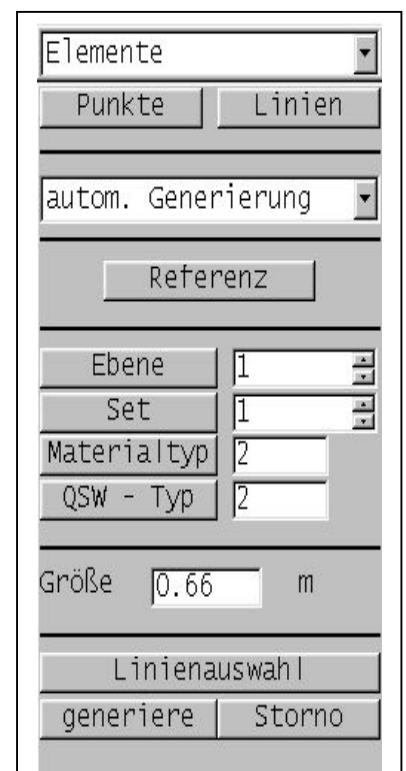 Elemente
Punkte Linien
autom. Generierung
Referenz
Ebene 1
Set 1
Materialtyp 2
QSW - Typ 2
Größe 0.66 m
Linienauswahl
generiere Storno